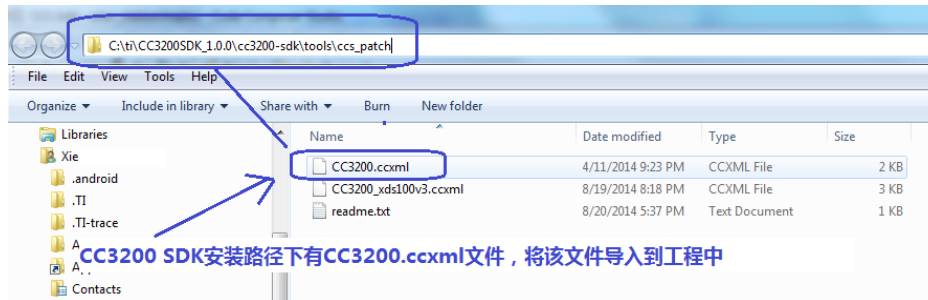 C:\ti\CC3200SDK_1.0.0\cc3200-sdk\tools\ccs_patch
File Edit View Tools Help
Organize Include in library Share with Burn New folder
Libraries
Xie
.android
.TI
.TI-trace
A
A
Contacts
Name Date modified Type Size
CC3200.ccxml 4/11/2014 9:23 PM CCXML File 2 KB
CC3200_xds100v3.ccxml 8/19/2014 8:18 PM CCXML File 3 KB
readme.txt 8/20/2014 5:37 PM Text Document 1 KB
CC3200 SDK安装路径下有CC3200.ccxml文件，将该文件导入到工程中